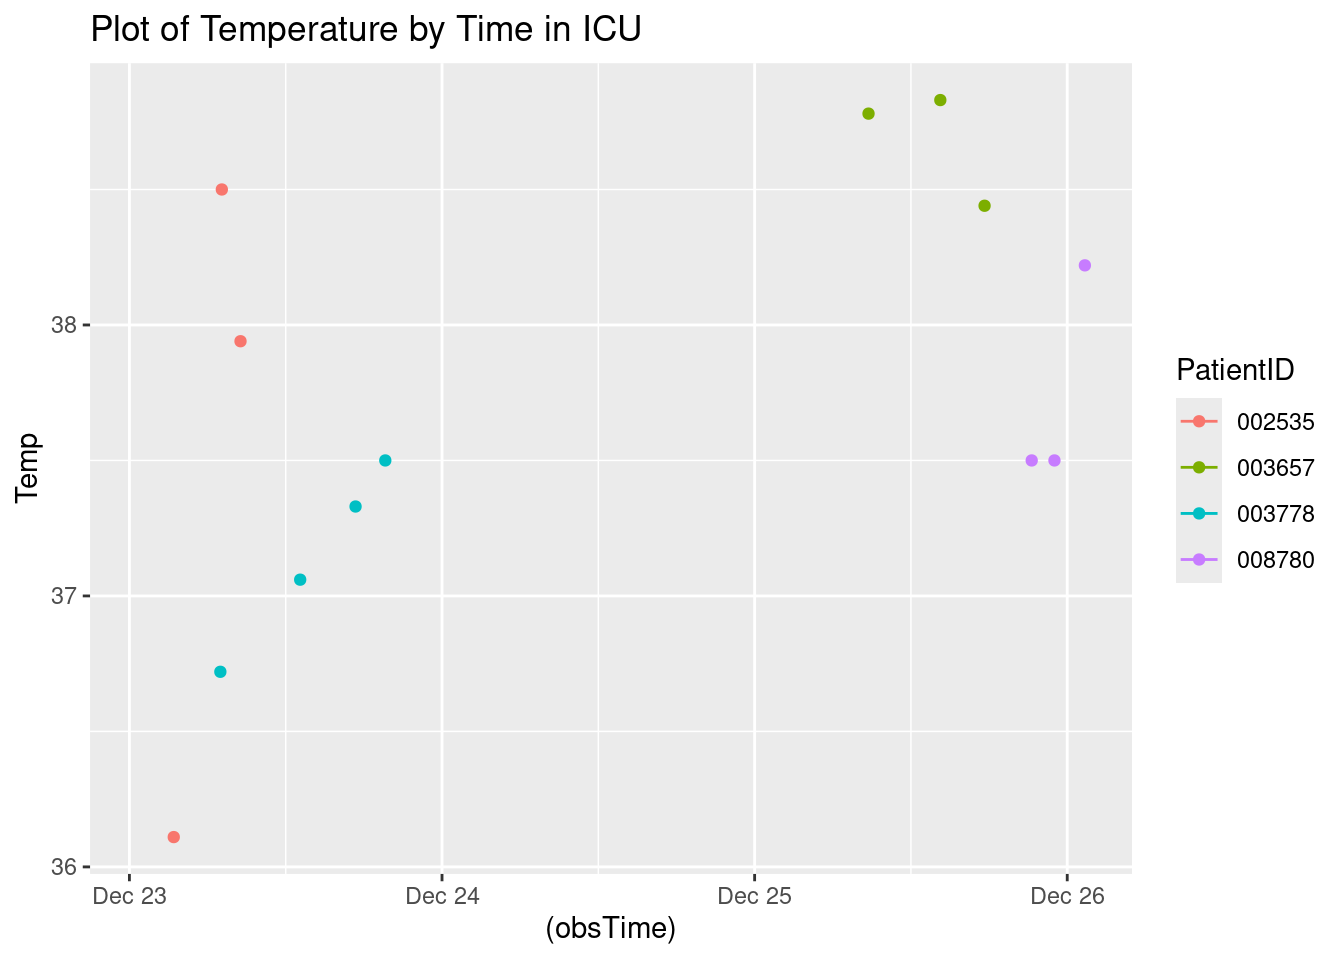 Plot of Temperature by Time in ICU
Temp
38
37
36
Dec 23 Dec 24 Dec 25 Dec 26
(obsTime)
PatientID
002535
003657
003778
008780